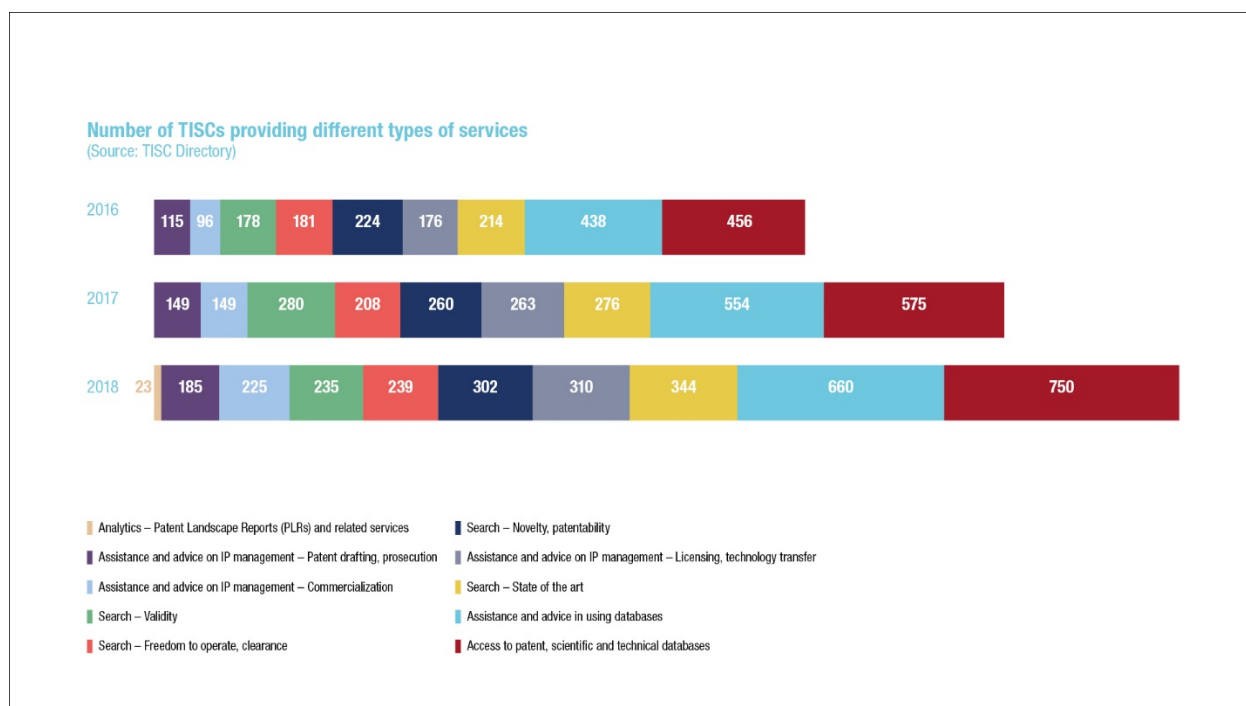 Number of TISCs providing different types of services
(Source: TISC Directory)
2016 115 96 178 181 224 176 214 438 456
2017 149 149 280 208 260 263 276 554 575
2018 23 185 225 235 239 302 310 344 660 750
Analytics – Patent Landscape Reports (PLRs) and related services
Assistance and advice on IP management – Patent drafting, prosecution
Assistance and advice on IP management – Commercialization
Search – Validity
Search – Freedom to operate, clearance
Search – Novelty, patentability
Assistance and advice on IP management – Licensing, technology transfer
Search – State of the art
Assistance and advice in using databases
Access to patent, scientific and technical databases